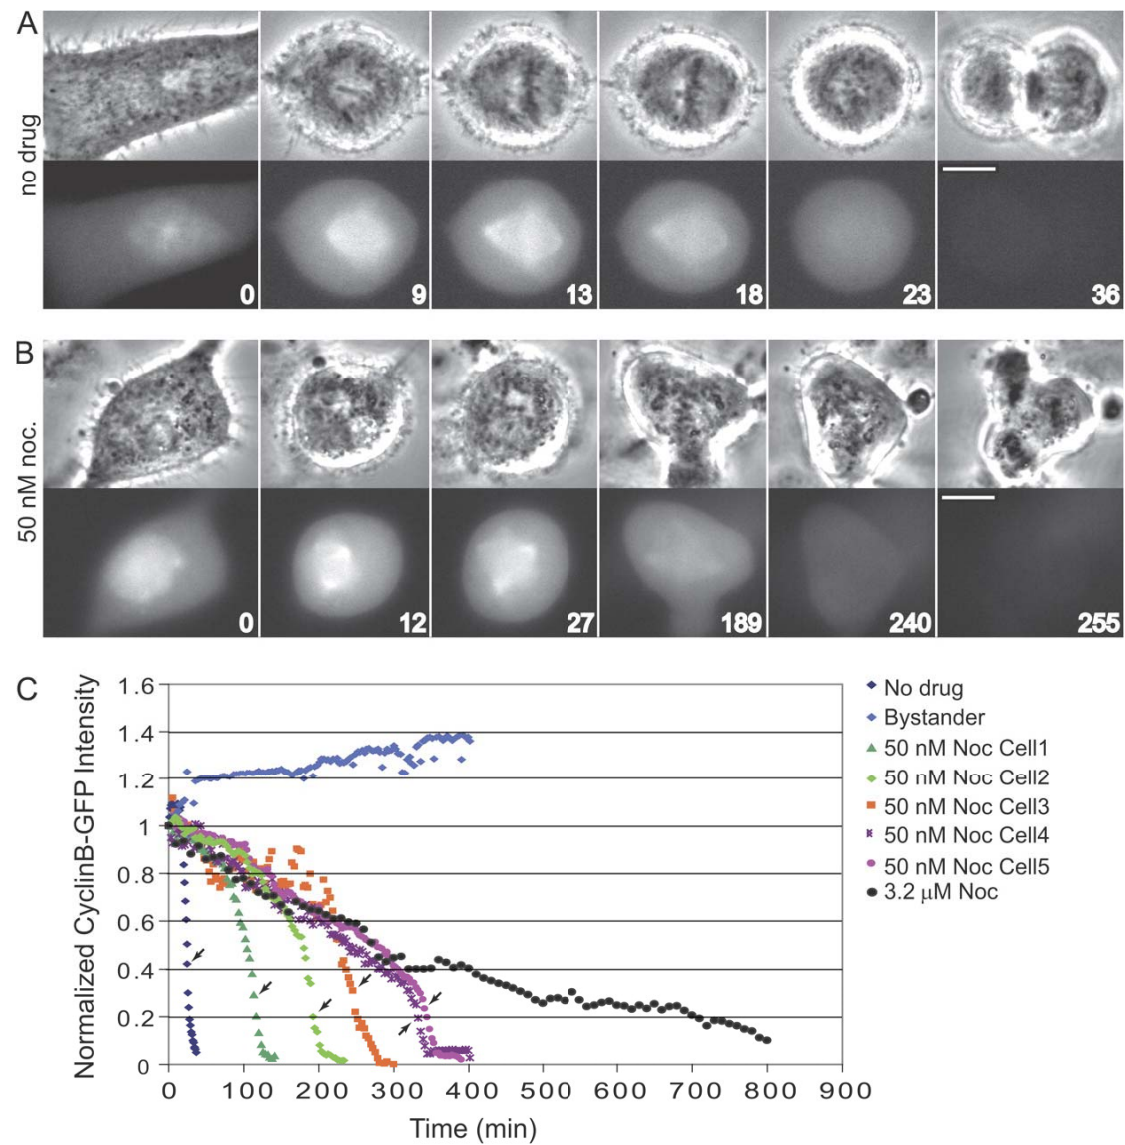 A
no drug
0
9
13
18
23
36
B
50 nM noc.
0
12
27
189
240
255
C
Normalized CyclinB-GFP Intensity
1.6
1.4
1.2
1
0.8
0.6
0.4
0.2
0
0 100 200 300 400 500 600 700 800 900
Time (min)
No drug
Bystander
50 nM Noc Cell1
50 nM Noc Cell2
50 nM Noc Cell3
50 nM Noc Cell4
50 nM Noc Cell5
3.2 μM Noc